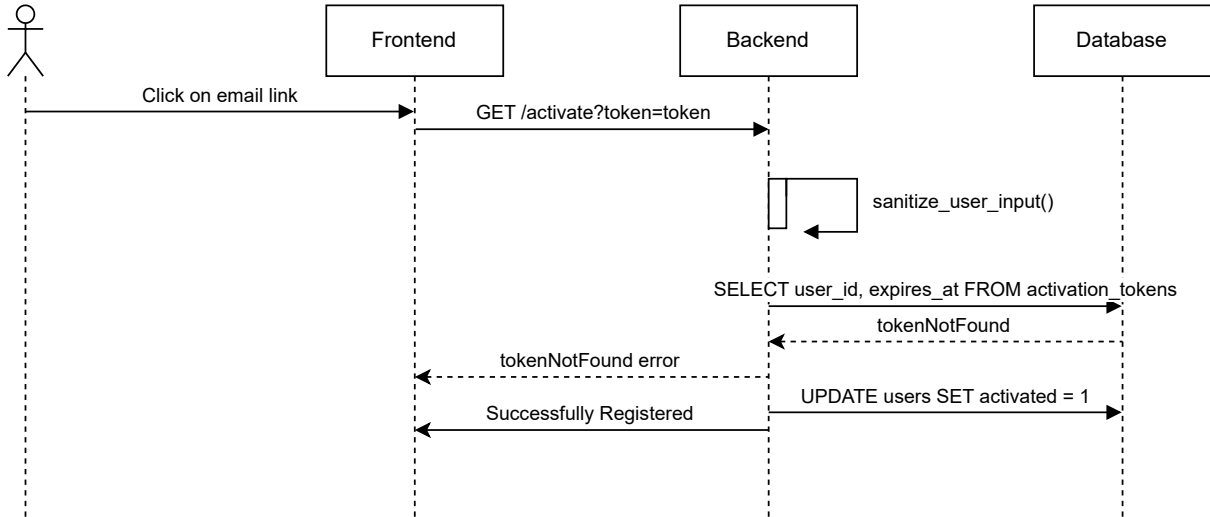 Frontend
Backend
Database
Click on email link
GET /activate?token=token
sanitize_user_input()
SELECT user_id, expires_at FROM activation_tokens
tokenNotFound
tokenNotFound error
UPDATE users SET activated = 1
Successfully Registered